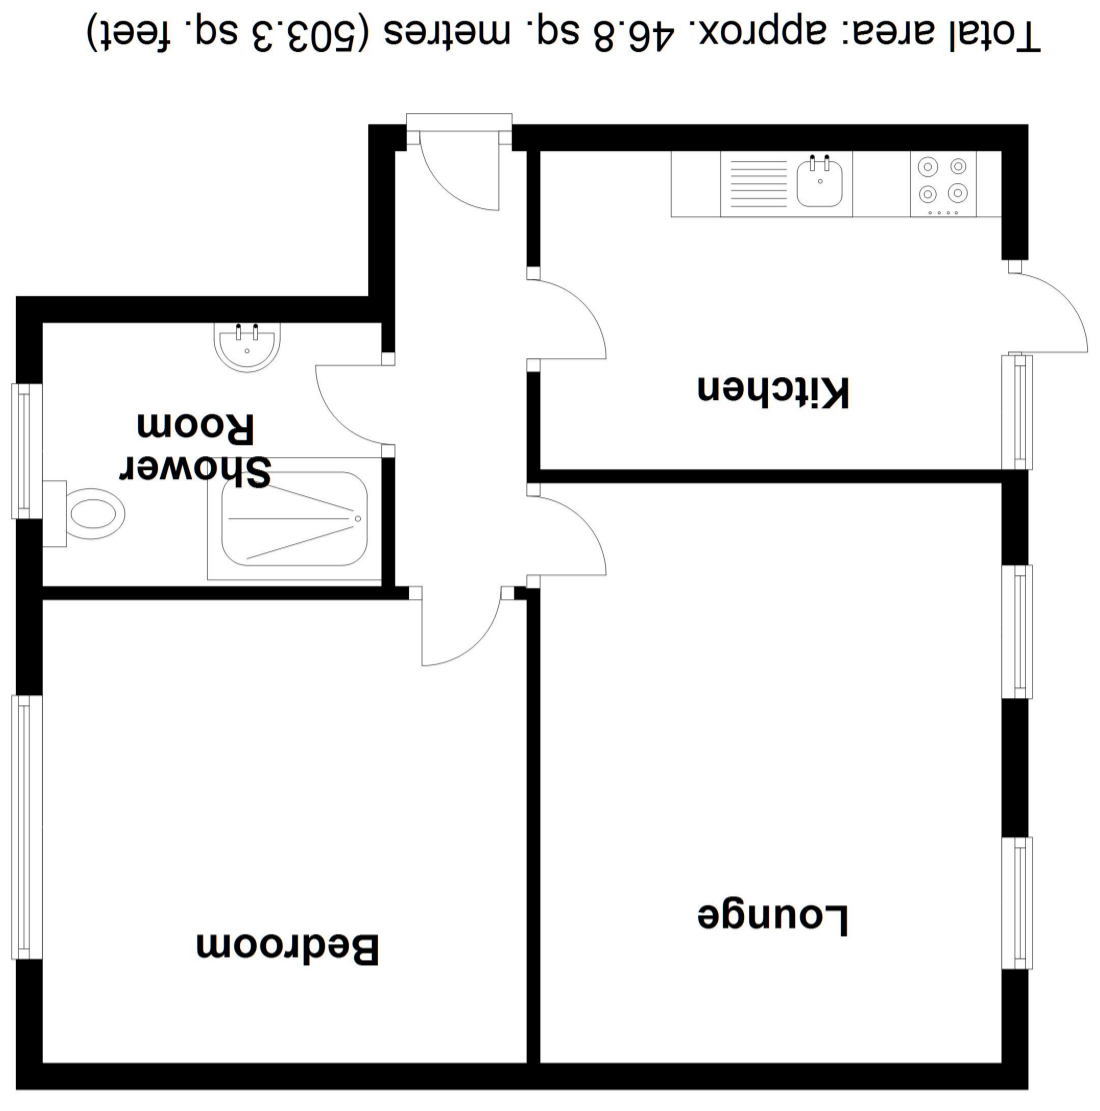 Lounge
Bedroom
Shower
Room
Kitchen
Total area: approx. 46.8 sq. metres (503.3 sq. feet)